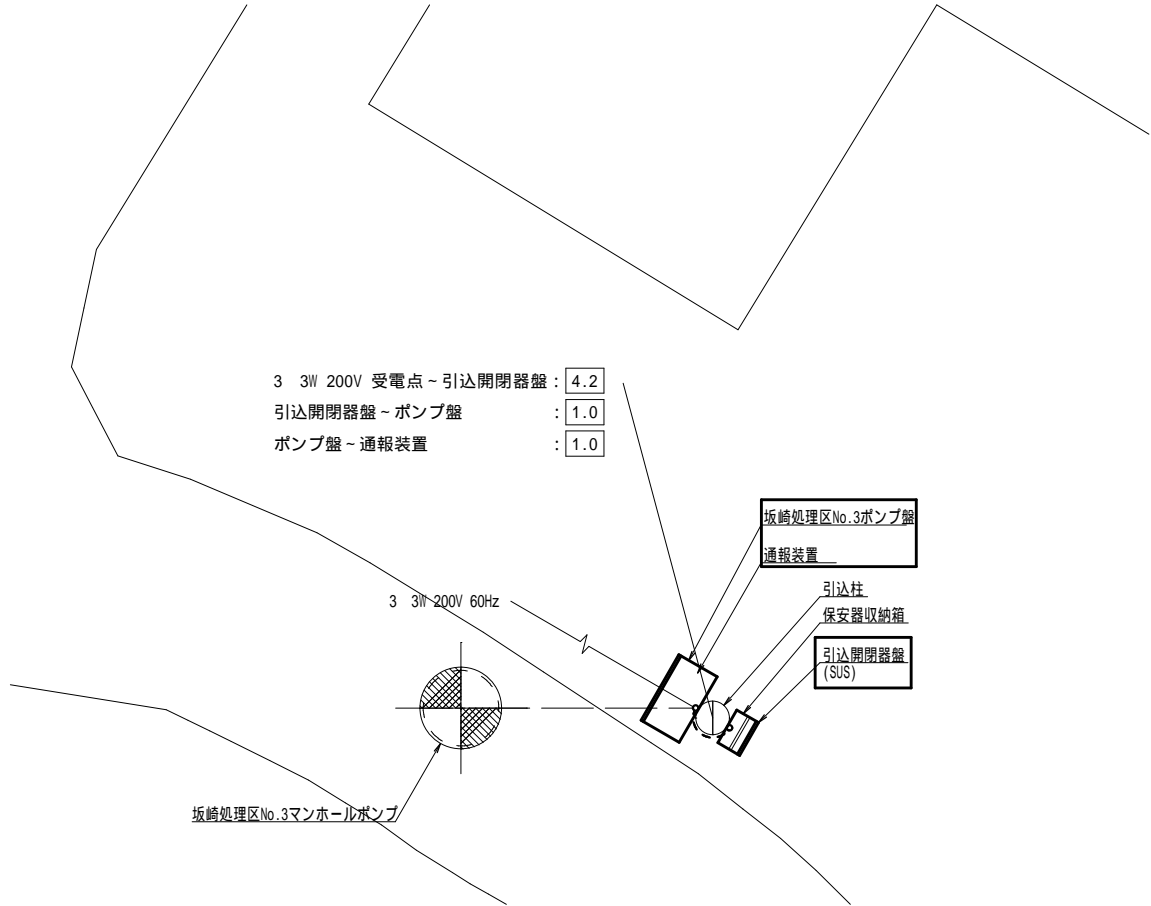 3 3W 200V 受電点~引込開閉器盤 : 4.2
引込開閉器盤~ポンプ盤 : 1.0
ポンプ盤~通報装置 : 1.0
坂崎処理区No.3ポンプ盤
通報装置
引込柱
保安器収納箱
引込開閉器盤
(SUS)
3 3W 200V 60Hz
坂崎処理区No.3マンホールポンプ